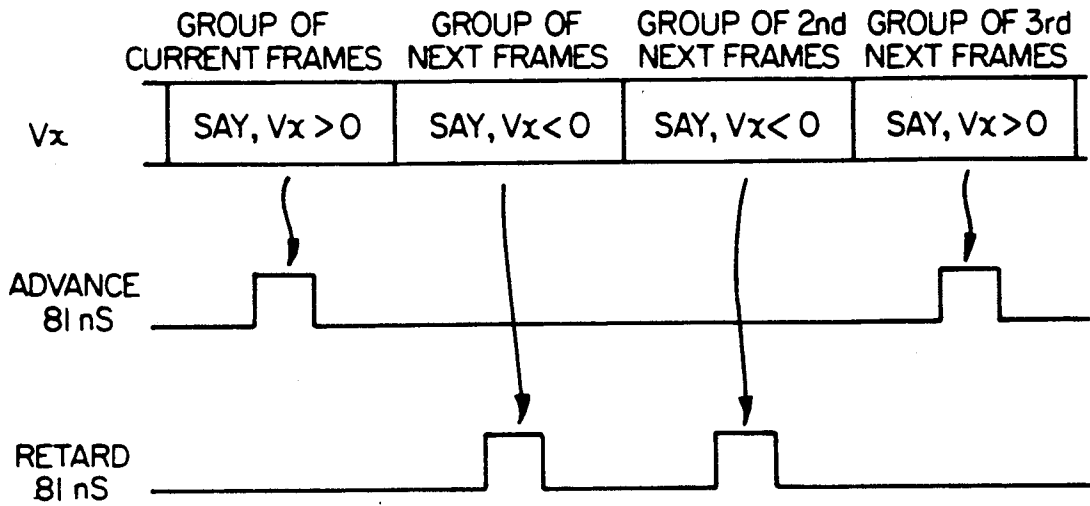 GROUP OF CURRENT FRAMES
GROUP OF NEXT FRAMES
GROUP OF 2nd NEXT FRAMES
GROUP OF 3rd NEXT FRAMES
Vx
SAY, Vx > 0
SAY, Vx < 0
SAY, Vx < 0
SAY, Vx > 0
ADVANCE
81 nS
RETARD
81 nS